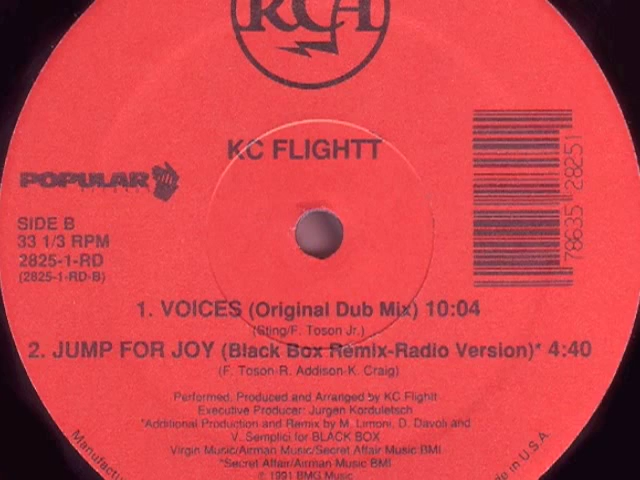 RCA
KC FLIGHTT
POPULAR
SIDE B
33 1/3 RPM
2825-1-RD
(2825-1-RD-B)
78635 28251
1. VOICES (Original Dub Mix) 10:04
(Sting/F. Toson Jr.)
2. JUMP FOR JOY (Black Box Remix-Radio Version)* 4:40
(F. Toson-R. Addison-K. Craig)
Performed, Produced and Arranged by KC Flightt
Executive Producer: Jurgen Korduletsch
*Additional Production and Remix by M. Limoni, D. Davoli and
V. Semplici for BLACK BOX
Virgin Music/Airman Music/Secret Affair Music BMI
*Secret Affair/Airman Music BMI
© 1991 BMG Music
Manufactur
Made in U.S.A.